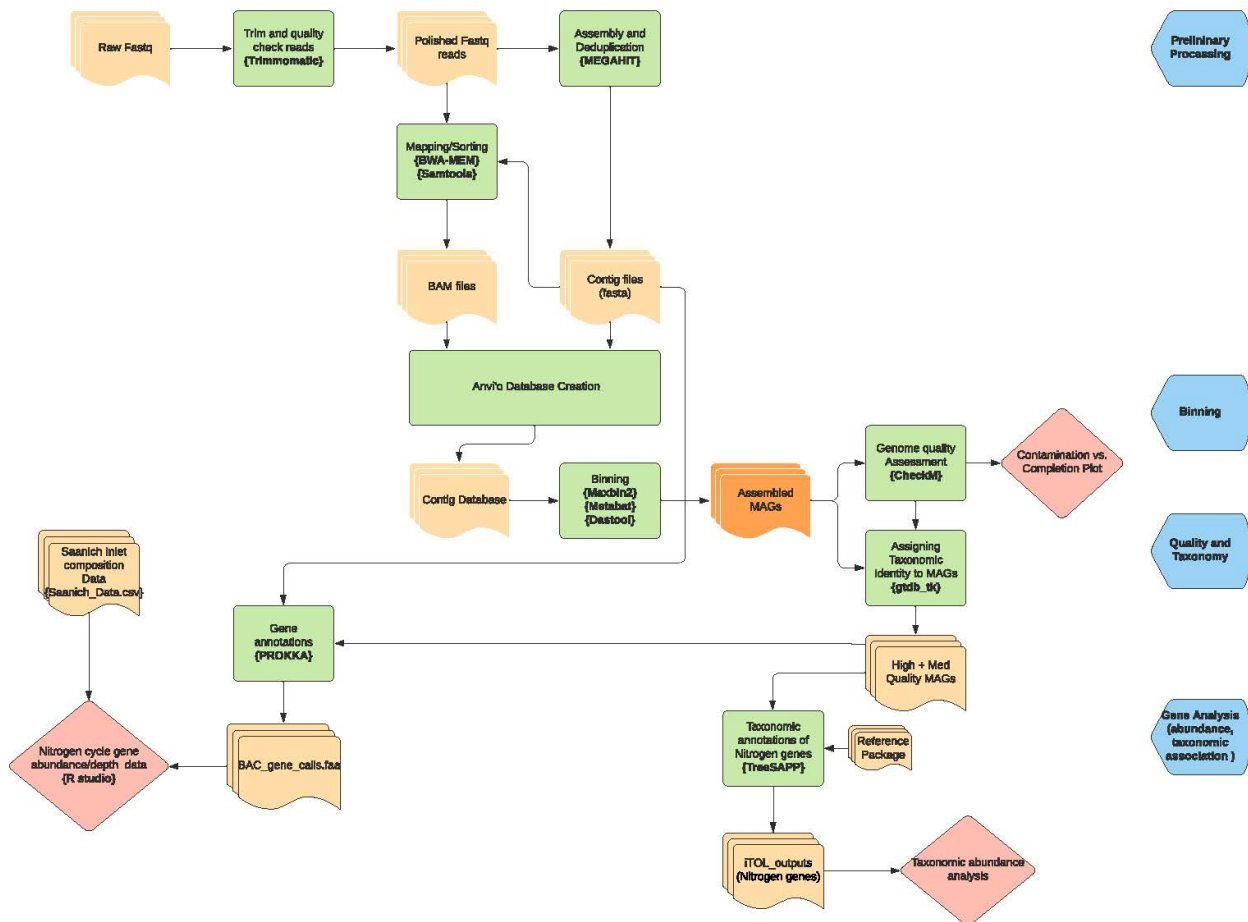 Raw Fastq
Trim and quality
check reads
{Trimmomatic}
Polished Fastq
reads
Assembly and
Deduplication
{MEGAHIT}
Prelininary
Processing
Mapping/Sorting
{BWA-MEM}
{Samtools}
BAM files
Contig files
(fasta)
Anvi'o Database Creation
Binning
Contig Database
Binning
{Maxbin2}
{Metabat}
{Dastool}
Assembled
MAGs
Genome quality
Assessment
{CheckM}
Contamination vs.
Completion Plot
Assigning
Taxonomic
Identity to MAGs
{gtdb_tk}
Quality and
Taxonomy
Saanich Inlet
composition
Data
{Saanich_Data.csv}
Gene
annotations
{PROKKA}
High + Med
Quality MAGs
Nitrogen cycle gene
abundance/depth data
{R studio}
BAC_gene_calls.faa
Taxonomic
annotations of
Nitrogen genes
{TreeSAPP}
Reference
Package
Gene Analysis
(abundance,
taxonomic
association )
iTOL_outputs
(Nitrogen genes)
Taxonomic abundance
analysis